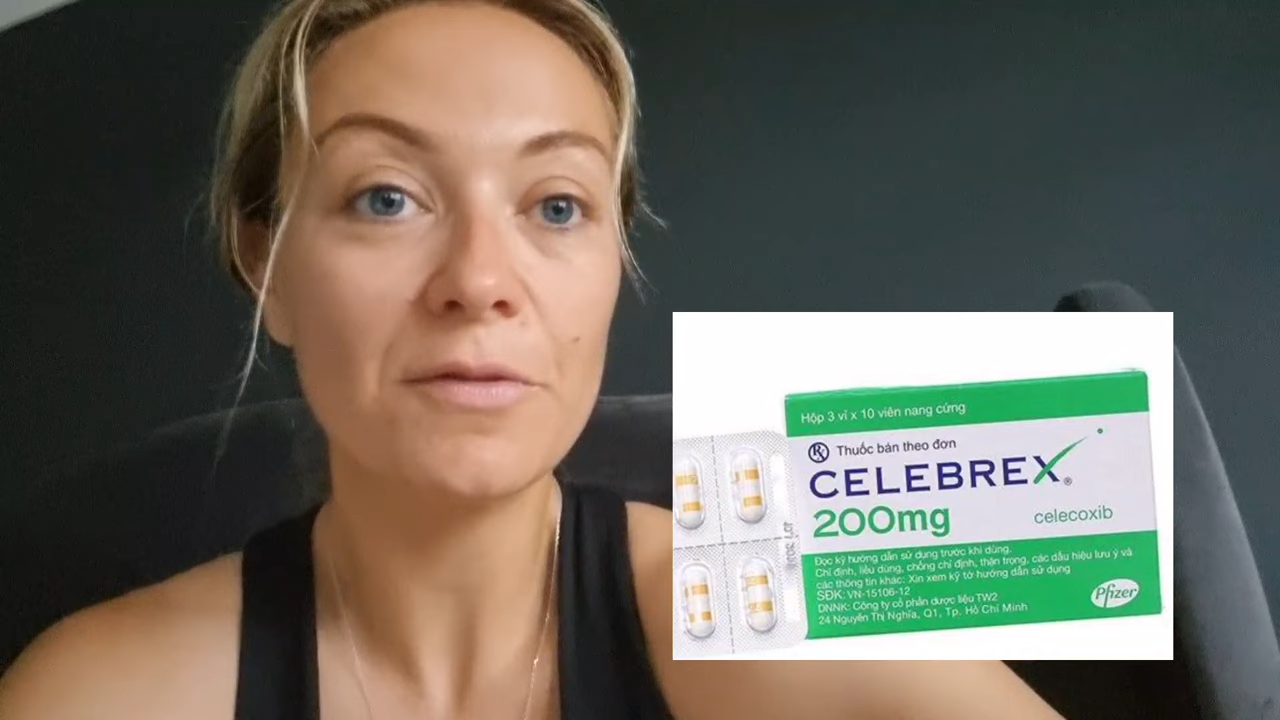 Hộp 3 vỉ x 10 viên nang cứng
Rx Thuốc bán theo đơn
CELEBREX®
200mg celecoxib
Đọc kỹ hướng dẫn sử dụng trước khi dùng.
Chỉ định, liều dùng, chống chỉ định, thận trọng, các dấu hiệu lưu ý và
các thông tin khác: Xin xem kỹ tờ hướng dẫn sử dụng
SĐK: VN-15106-12
DNNK: Công ty cổ phần dược liệu TW2
24 Nguyễn Thị Nghĩa, Q1, Tp. Hồ Chí Minh
Pfizer